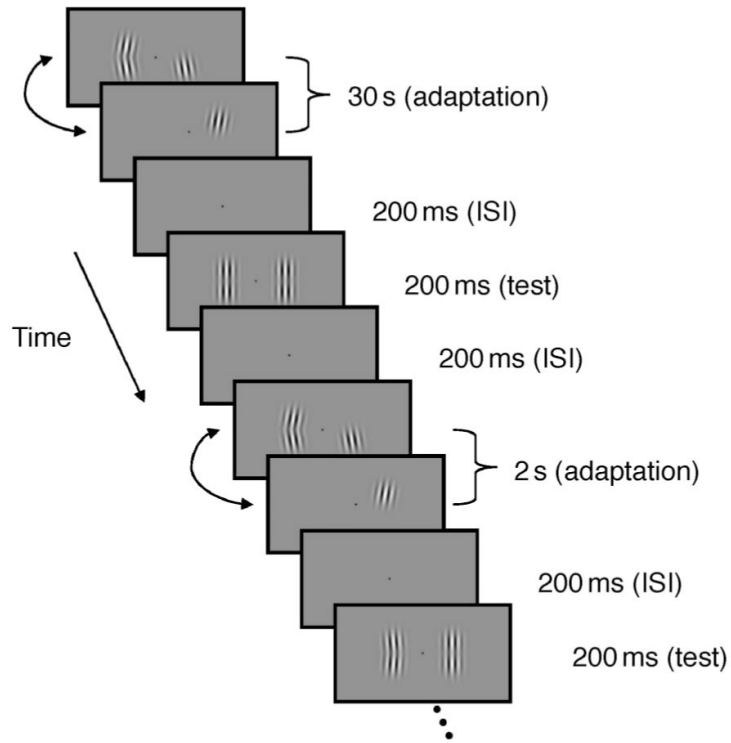 30 s (adaptation)
200 ms (ISI)
200 ms (test)
Time
200 ms (ISI)
2 s (adaptation)
200 ms (ISI)
200 ms (test)